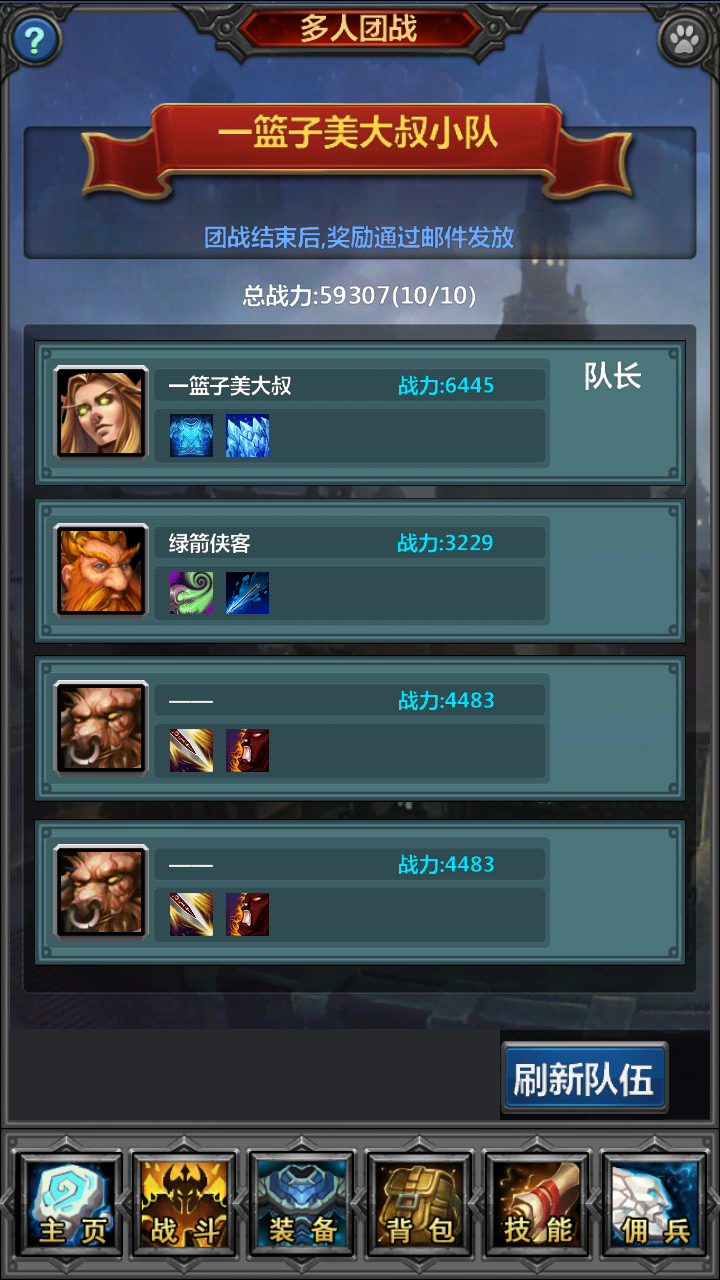 ?
多人团战
一篮子美大叔小队
团战结束后,奖励通过邮件发放
总战力:59307(10/10)
一篮子美大叔 战力:6445 队长
绿箭侠客 战力:3229
—— 战力:4483
—— 战力:4483
刷新队伍
主页 战斗 装备 背包 技能 佣兵